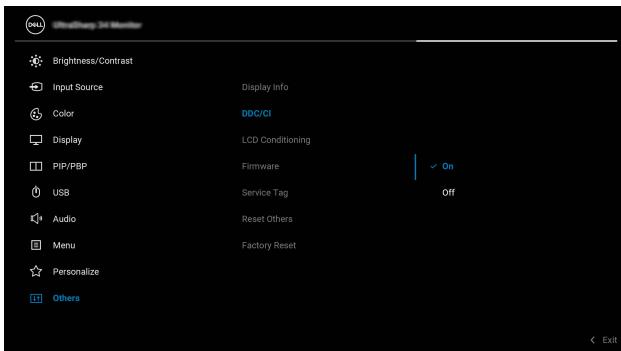 DELL
UltraSharp 34 Monitor
Brightness/Contrast
Input Source
Display Info
Color
DDC/CI
Display
LCD Conditioning
PIP/PBP
Firmware
On
USB
Service Tag
Off
Audio
Reset Others
Menu
Factory Reset
Personalize
Others
Exit